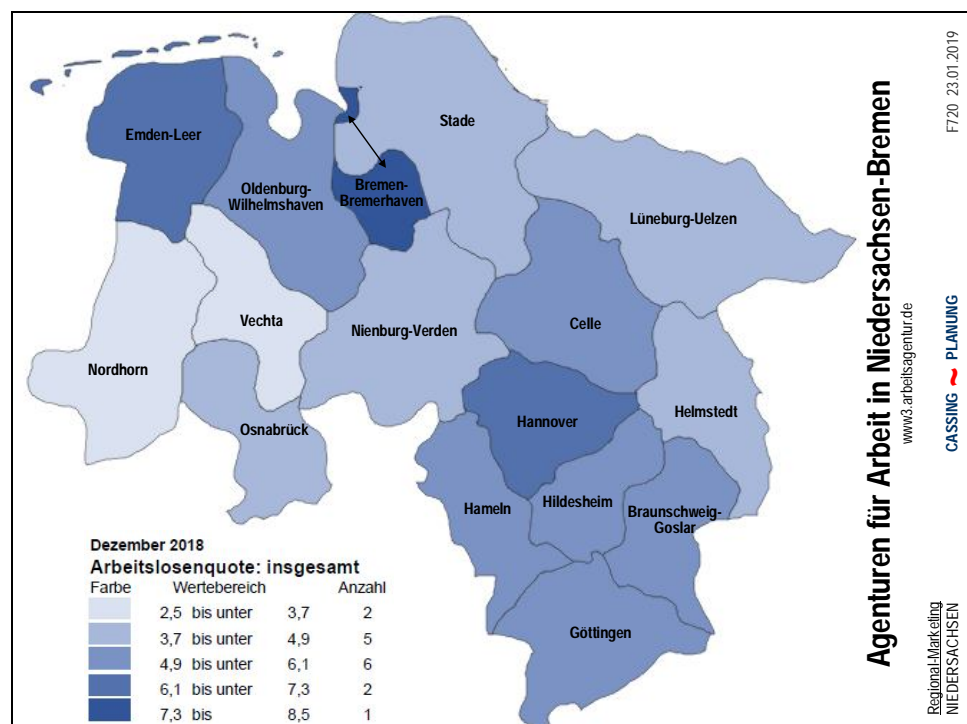 Emden-Leer
Stade
Oldenburg-
Wilhelmshaven
Bremen-
Bremerhaven
Lüneburg-Uelzen
Vechta
Nienburg-Verden
Celle
Nordhorn
Osnabrück
Hannover
Helmstedt
Hameln
Hildesheim
Braunschweig-
Goslar
Göttingen
Dezember 2018
Arbeitslosenquote: insgesamt
Farbe Wertebereich Anzahl
2,5 bis unter 3,7 2
3,7 bis unter 4,9 5
4,9 bis unter 6,1 6
6,1 bis unter 7,3 2
7,3 bis 8,5 1
Agenturen für Arbeit in Niedersachsen-Bremen
www3.arbeitsagentur.de
Regional-Marketing
NIEDERSACHSEN
CASSING ~ PLANUNG
F720 23.01.2019